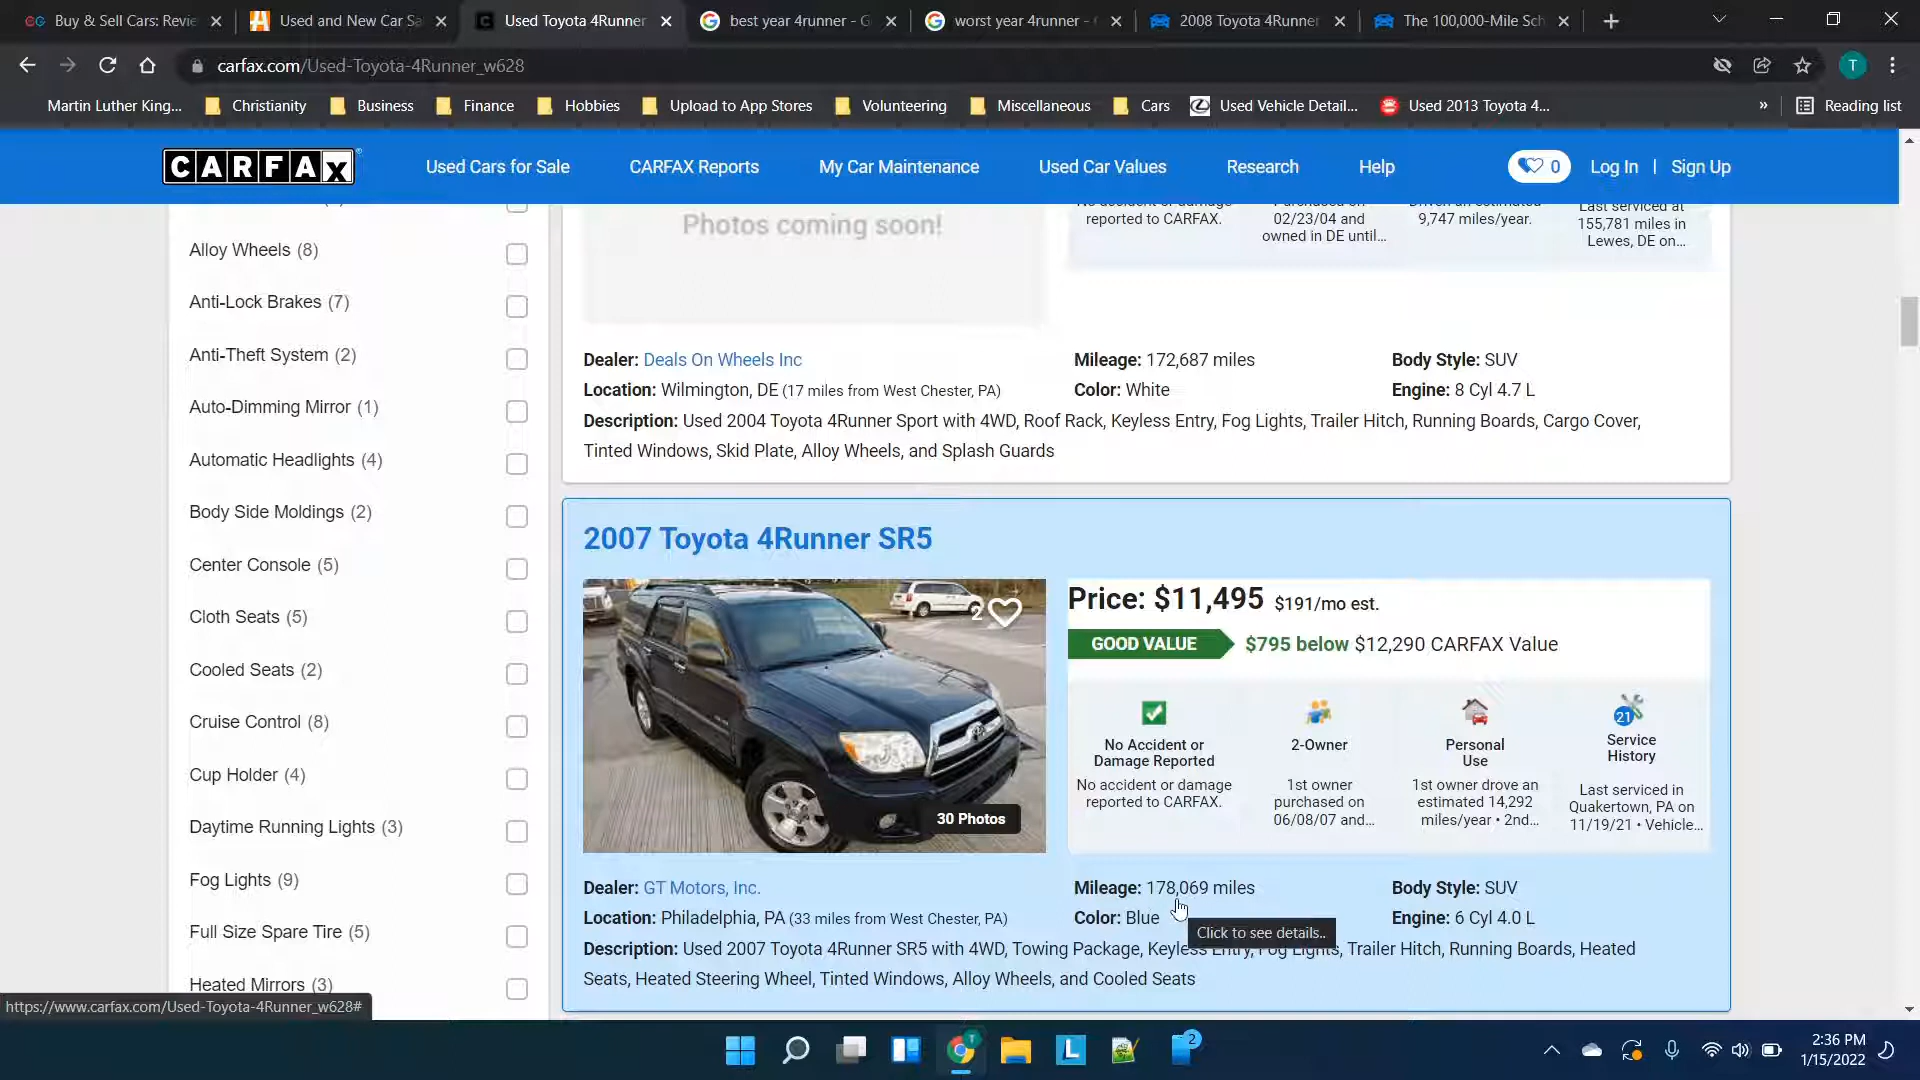 Buy & Sell Cars: Revie
Used and New Car Sa
Used Toyota 4Runner
best year 4runner - G
worst year 4runner -
2008 Toyota 4Runner
The 100,000-Mile Sch
carfax.com/Used-Toyota-4Runner_w628
T
Martin Luther King...
Christianity
Business
Finance
Hobbies
Upload to App Stores
Volunteering
Miscellaneous
Cars
Used Vehicle Detail...
Used 2013 Toyota 4...
»
Reading list
CARFAX
Used Cars for Sale
CARFAX Reports
My Car Maintenance
Used Car Values
Research
Help
0
Log In | Sign Up
Alloy Wheels (8)
Anti-Lock Brakes (7)
Anti-Theft System (2)
Auto-Dimming Mirror (1)
Automatic Headlights (4)
Body Side Moldings (2)
Center Console (5)
Cloth Seats (5)
Cooled Seats (2)
Cruise Control (8)
Cup Holder (4)
Daytime Running Lights (3)
Fog Lights (9)
Full Size Spare Tire (5)
Heated Mirrors (3)
Photos coming soon!
No accident or damage
reported to CARFAX.
Purchased on
02/23/04 and
owned in DE until...
Driven an estimated
9,747 miles/year.
Last serviced at
155,781 miles in
Lewes, DE on...
Dealer: Deals On Wheels Inc
Mileage: 172,687 miles
Body Style: SUV
Location: Wilmington, DE (17 miles from West Chester, PA)
Color: White
Engine: 8 Cyl 4.7 L
Description: Used 2004 Toyota 4Runner Sport with 4WD, Roof Rack, Keyless Entry, Fog Lights, Trailer Hitch, Running Boards, Cargo Cover,
Tinted Windows, Skid Plate, Alloy Wheels, and Splash Guards
2007 Toyota 4Runner SR5
2
30 Photos
Price: $11,495 $191/mo est.
GOOD VALUE
$795 below $12,290 CARFAX Value
No Accident or
Damage Reported
No accident or damage
reported to CARFAX.
2-Owner
1st owner
purchased on
06/08/07 and...
Personal
Use
1st owner drove an
estimated 14,292
miles/year • 2nd...
21
Service
History
Last serviced in
Quakertown, PA on
11/19/21 • Vehicle...
Dealer: GT Motors, Inc.
Mileage: 178,069 miles
Body Style: SUV
Location: Philadelphia, PA (33 miles from West Chester, PA)
Color: Blue
Engine: 6 Cyl 4.0 L
Click to see details..
Description: Used 2007 Toyota 4Runner SR5 with 4WD, Towing Package, Keyless Entry, Fog Lights, Trailer Hitch, Running Boards, Heated
Seats, Heated Steering Wheel, Tinted Windows, Alloy Wheels, and Cooled Seats
https://www.carfax.com/Used-Toyota-4Runner_w628#
T
L
2
2:36 PM
1/15/2022